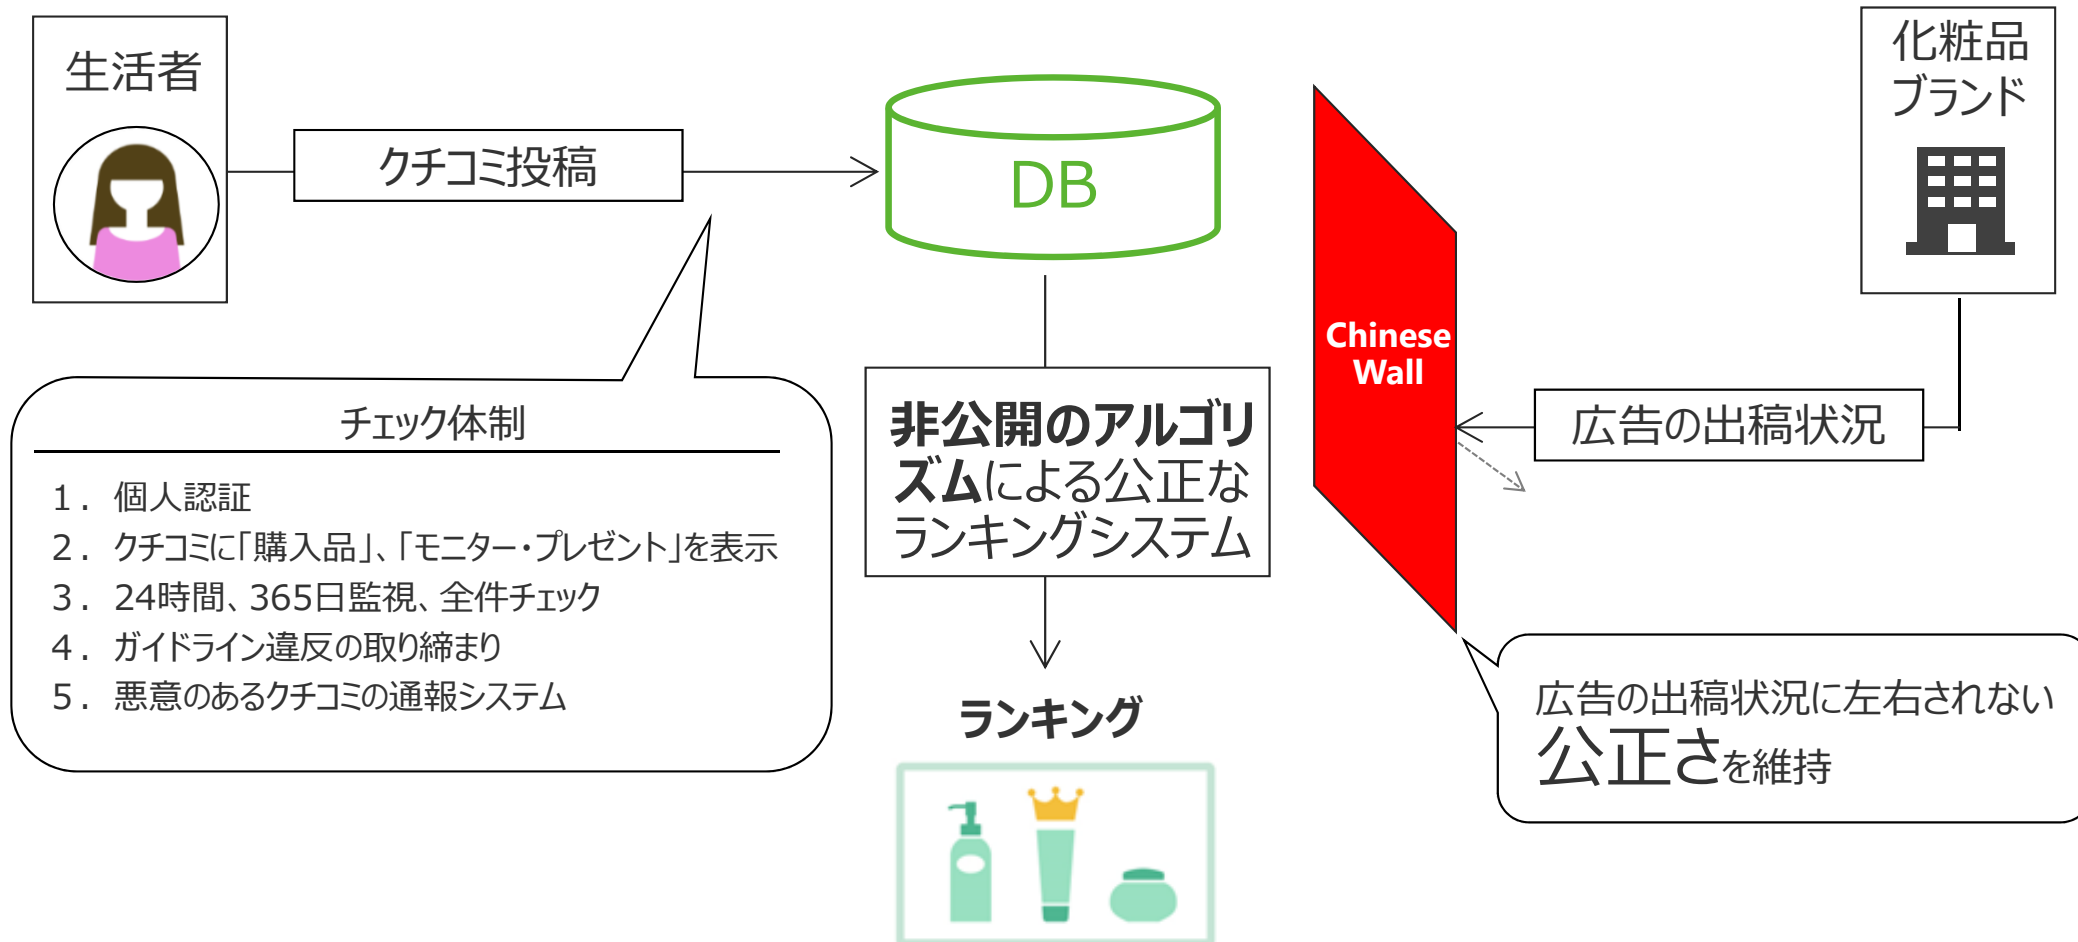 生活者
クチコミ投稿
DB
化粧品
ブランド
Chinese
Wall
広告の出稿状況
チェック体制
１．個人認証
２．クチコミに「購入品」、「モニター・プレゼント」を表示
３．24時間、365日監視、全件チェック
４．ガイドライン違反の取り締まり
５．悪意のあるクチコミの通報システム
非公開のアルゴリ
ズムによる公正な
ランキングシステム
ランキング
広告の出稿状況に左右されない
公正さを維持